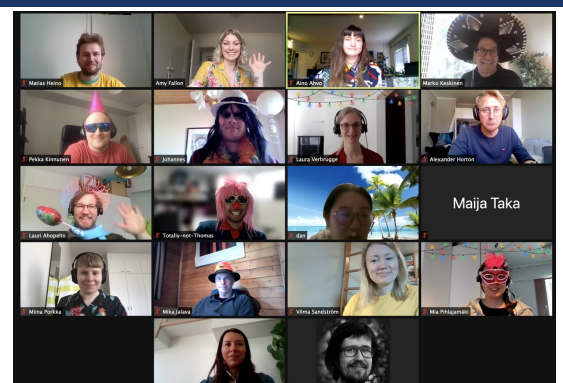 Matias Heino
Amy Fallon
Aino Ahvo
Marko Keskinen
Pekka Kinnunen
Johannes
Laura Verbrugge
Alexander Horton
Lauri Ahopelto
Totally-not-Thomas
dan
Maija Taka
Miina Porkka
Mika Jalava
Vilma Sandström
Mia Pihlajamäki